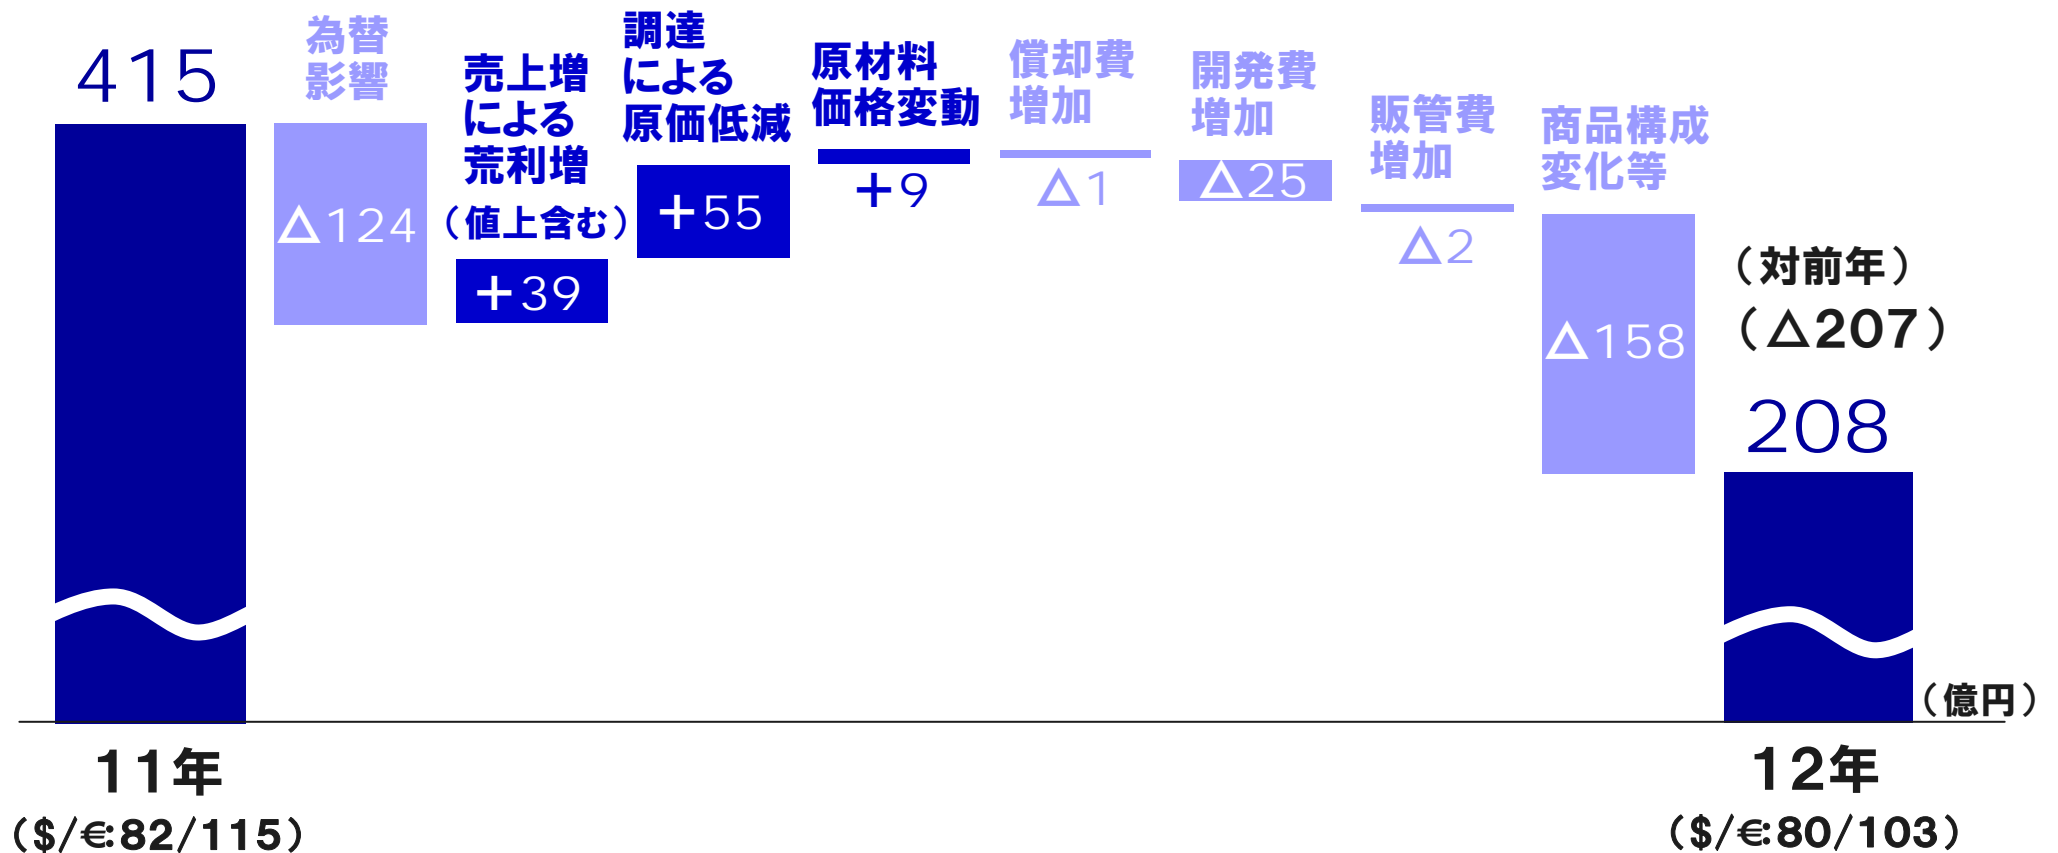 415
為替
影響
△124
売上増
による
荒利増
（値上含む）
+39
調達
による
原価低減
+55
原材料
価格変動
+9
償却費
増加
△1
開発費
増加
△25
販管費
増加
△2
商品構成
変化等
△158
（対前年）
（△207）
208
（億円）
11年
（$/€:82/115）
12年
（$/€:80/103）